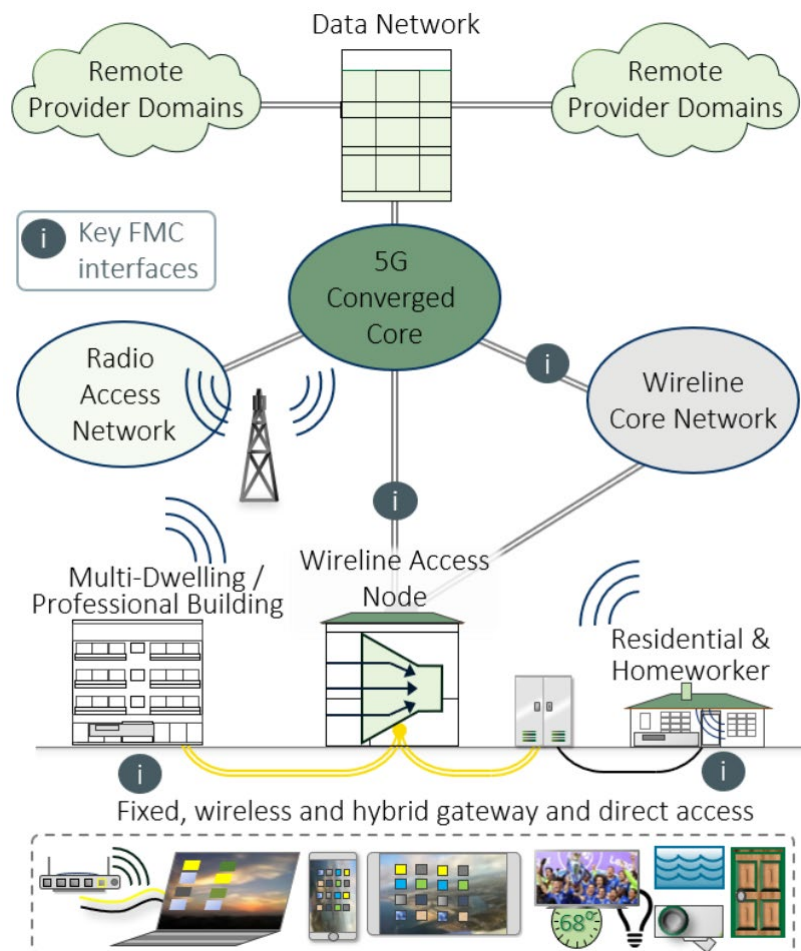 Data Network
Remote
Provider Domains
Remote
Provider Domains
i
Key FMC
interfaces
5G
Converged
Core
Radio
Access
Network
i
Wireline
Core Network
i
Multi-Dwelling /
Professional Building
Wireline Access
Node
Residential &
Homeworker
i
i
Fixed, wireless and hybrid gateway and direct access
68°